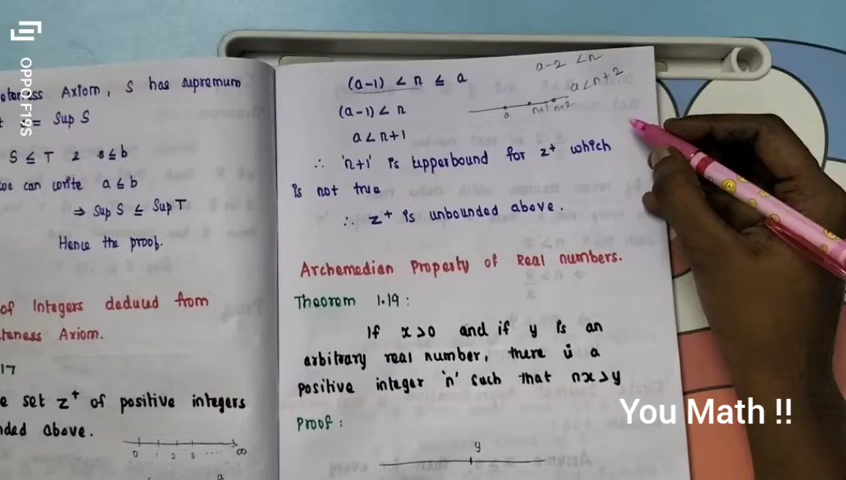 OPPO F19S
oteness Axiom, S has supremum
= Sup S
S ≤ T 2 s≤b
we can write a ≤ b
⇒ Sup S ≤ Sup T
Hence the proof.
of Integers deduced from
teness Axiom.
17
e set z⁺ of positive integers
nded above.
0 1 2 3 .... ∞
(a-1) < n ≤ a
(a-1) < n
a < n+1
∴ 'n+1' is upperbound for z⁺ which
is not true
∴ z⁺ is unbounded above.
a-2 < n
a < n+2
a n+1 n+2
Archemedian Property of Real numbers.
Theorem 1.19:
If x>0 and if y is an
arbitrary real number, there is a
positive integer 'n' such that nx>y
Proof:
y
You Math !!